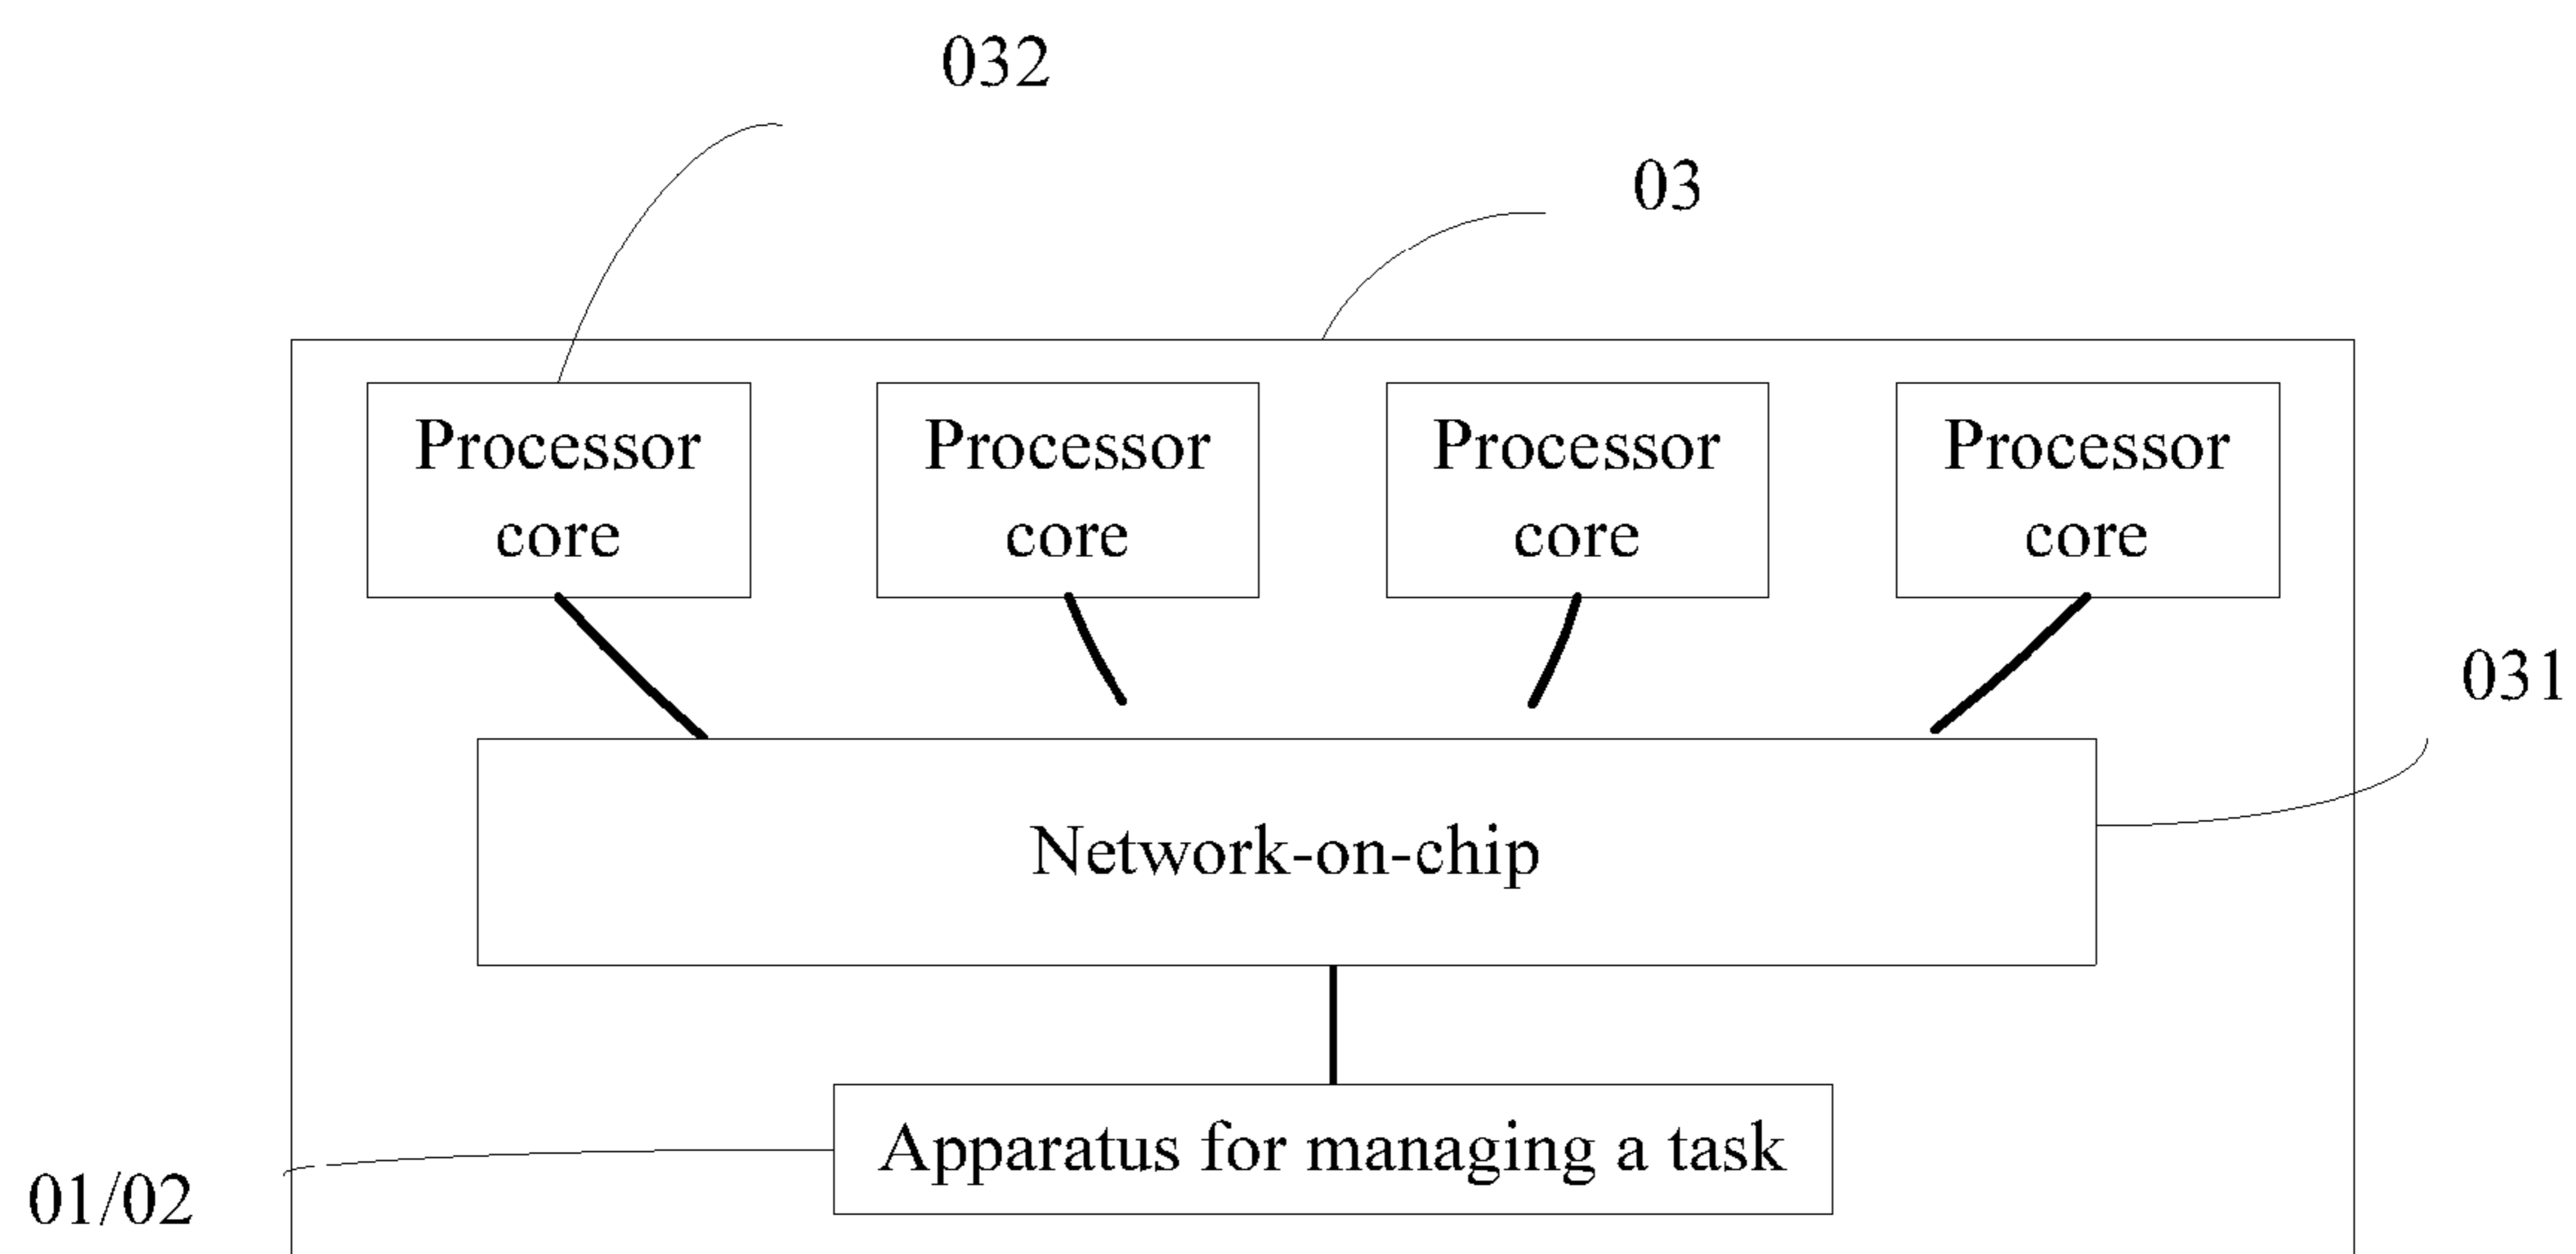 032
03
Processor
core
Processor
core
Processor
core
Processor
core
031
Network-on-chip
Apparatus for managing a task
01/02